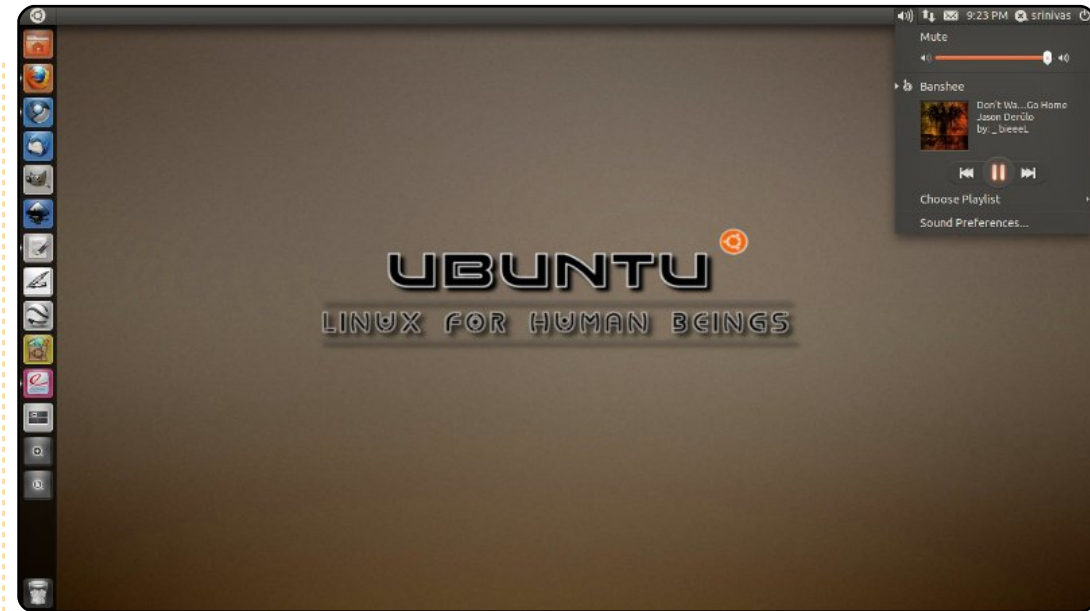 9:23 PM srinivas
Mute
Banshee
Don't Wa...Go Home
Jason Derülo
by: _ bieeeL
Choose Playlist
Sound Preferences...
UBUNTU
LINUX FOR HUMAN BEINGS